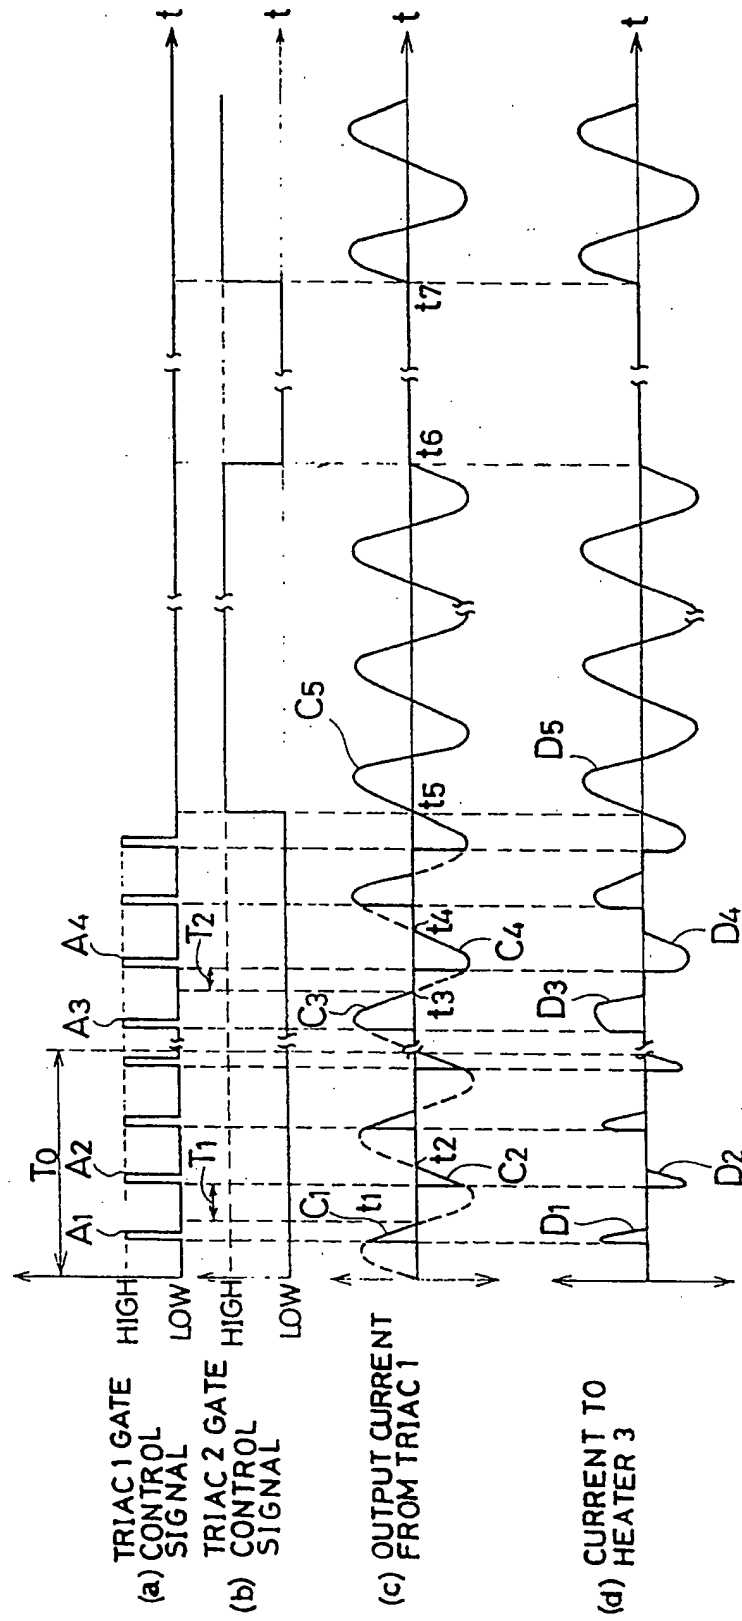 TRIAC 1 GATE
(a) CONTROL
SIGNAL
HIGH
LOW
T0
A1
A2
A3
A4
T1
T2
t
TRIAC 2 GATE
(b) CONTROL
SIGNAL
HIGH
LOW
t
(c) OUTPUT CURRENT
FROM TRIAC 1
C1
t1
C2
t2
C3
t3
C4
t4
t5
C5
t6
t7
t
(d) CURRENT TO
HEATER 3
D1
D2
D3
D4
D5
t